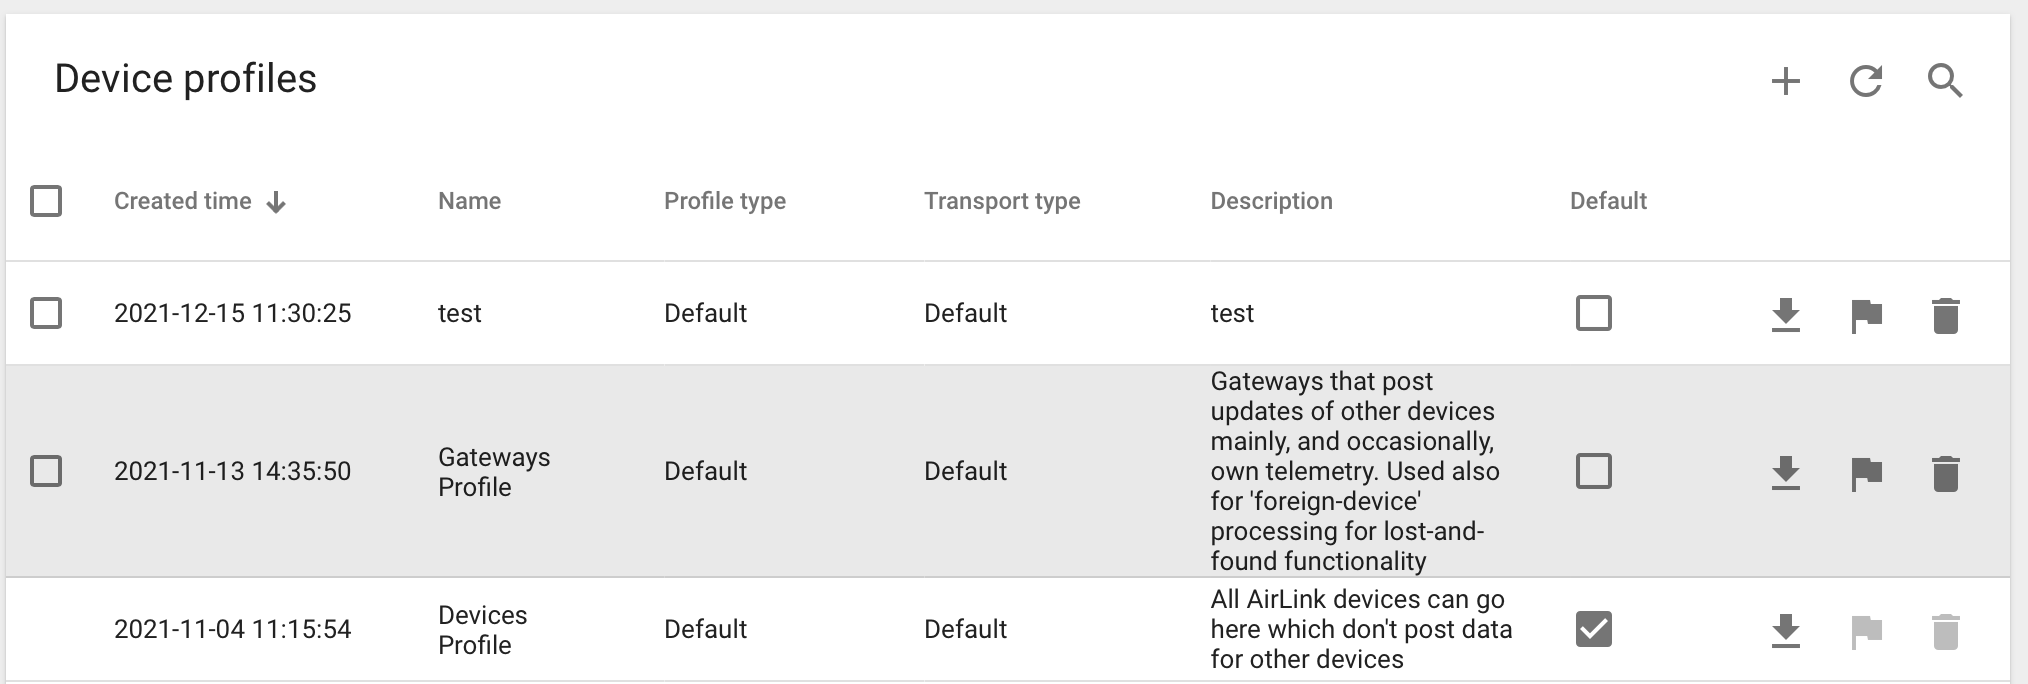 Device profiles
Created time Name Profile type Transport type Description Default
2021-12-15 11:30:25 test Default Default test
2021-11-13 14:35:50 Gateways Profile Default Default
Gateways that post
updates of other devices
mainly, and occasionally,
own telemetry. Used also
for 'foreign-device'
processing for lost-and-
found functionality
2021-11-04 11:15:54 Devices Profile Default Default
All AirLink devices can go
here which don't post data
for other devices